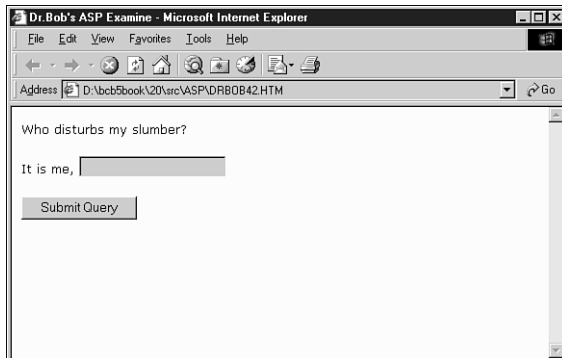 Dr.Bob's ASP Examine - Microsoft Internet Explorer
File Edit View Favorites Tools Help
Address D:\bcb5book\20\src\ASP\DRBOB42.HTM Go
Who disturbs my slumber?
It is me,
Submit Query